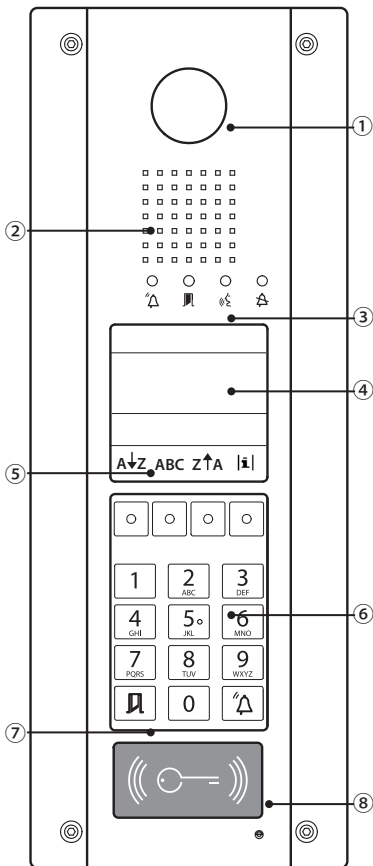 ①
②
③
④
A↓Z ABC Z↑A |i|
⑤
1 2 3
ABC DEF
4 5 6
GHI JKL MNO
⑥
7 8 9
PQRS TUV WXYZ
0
⑦
⑧